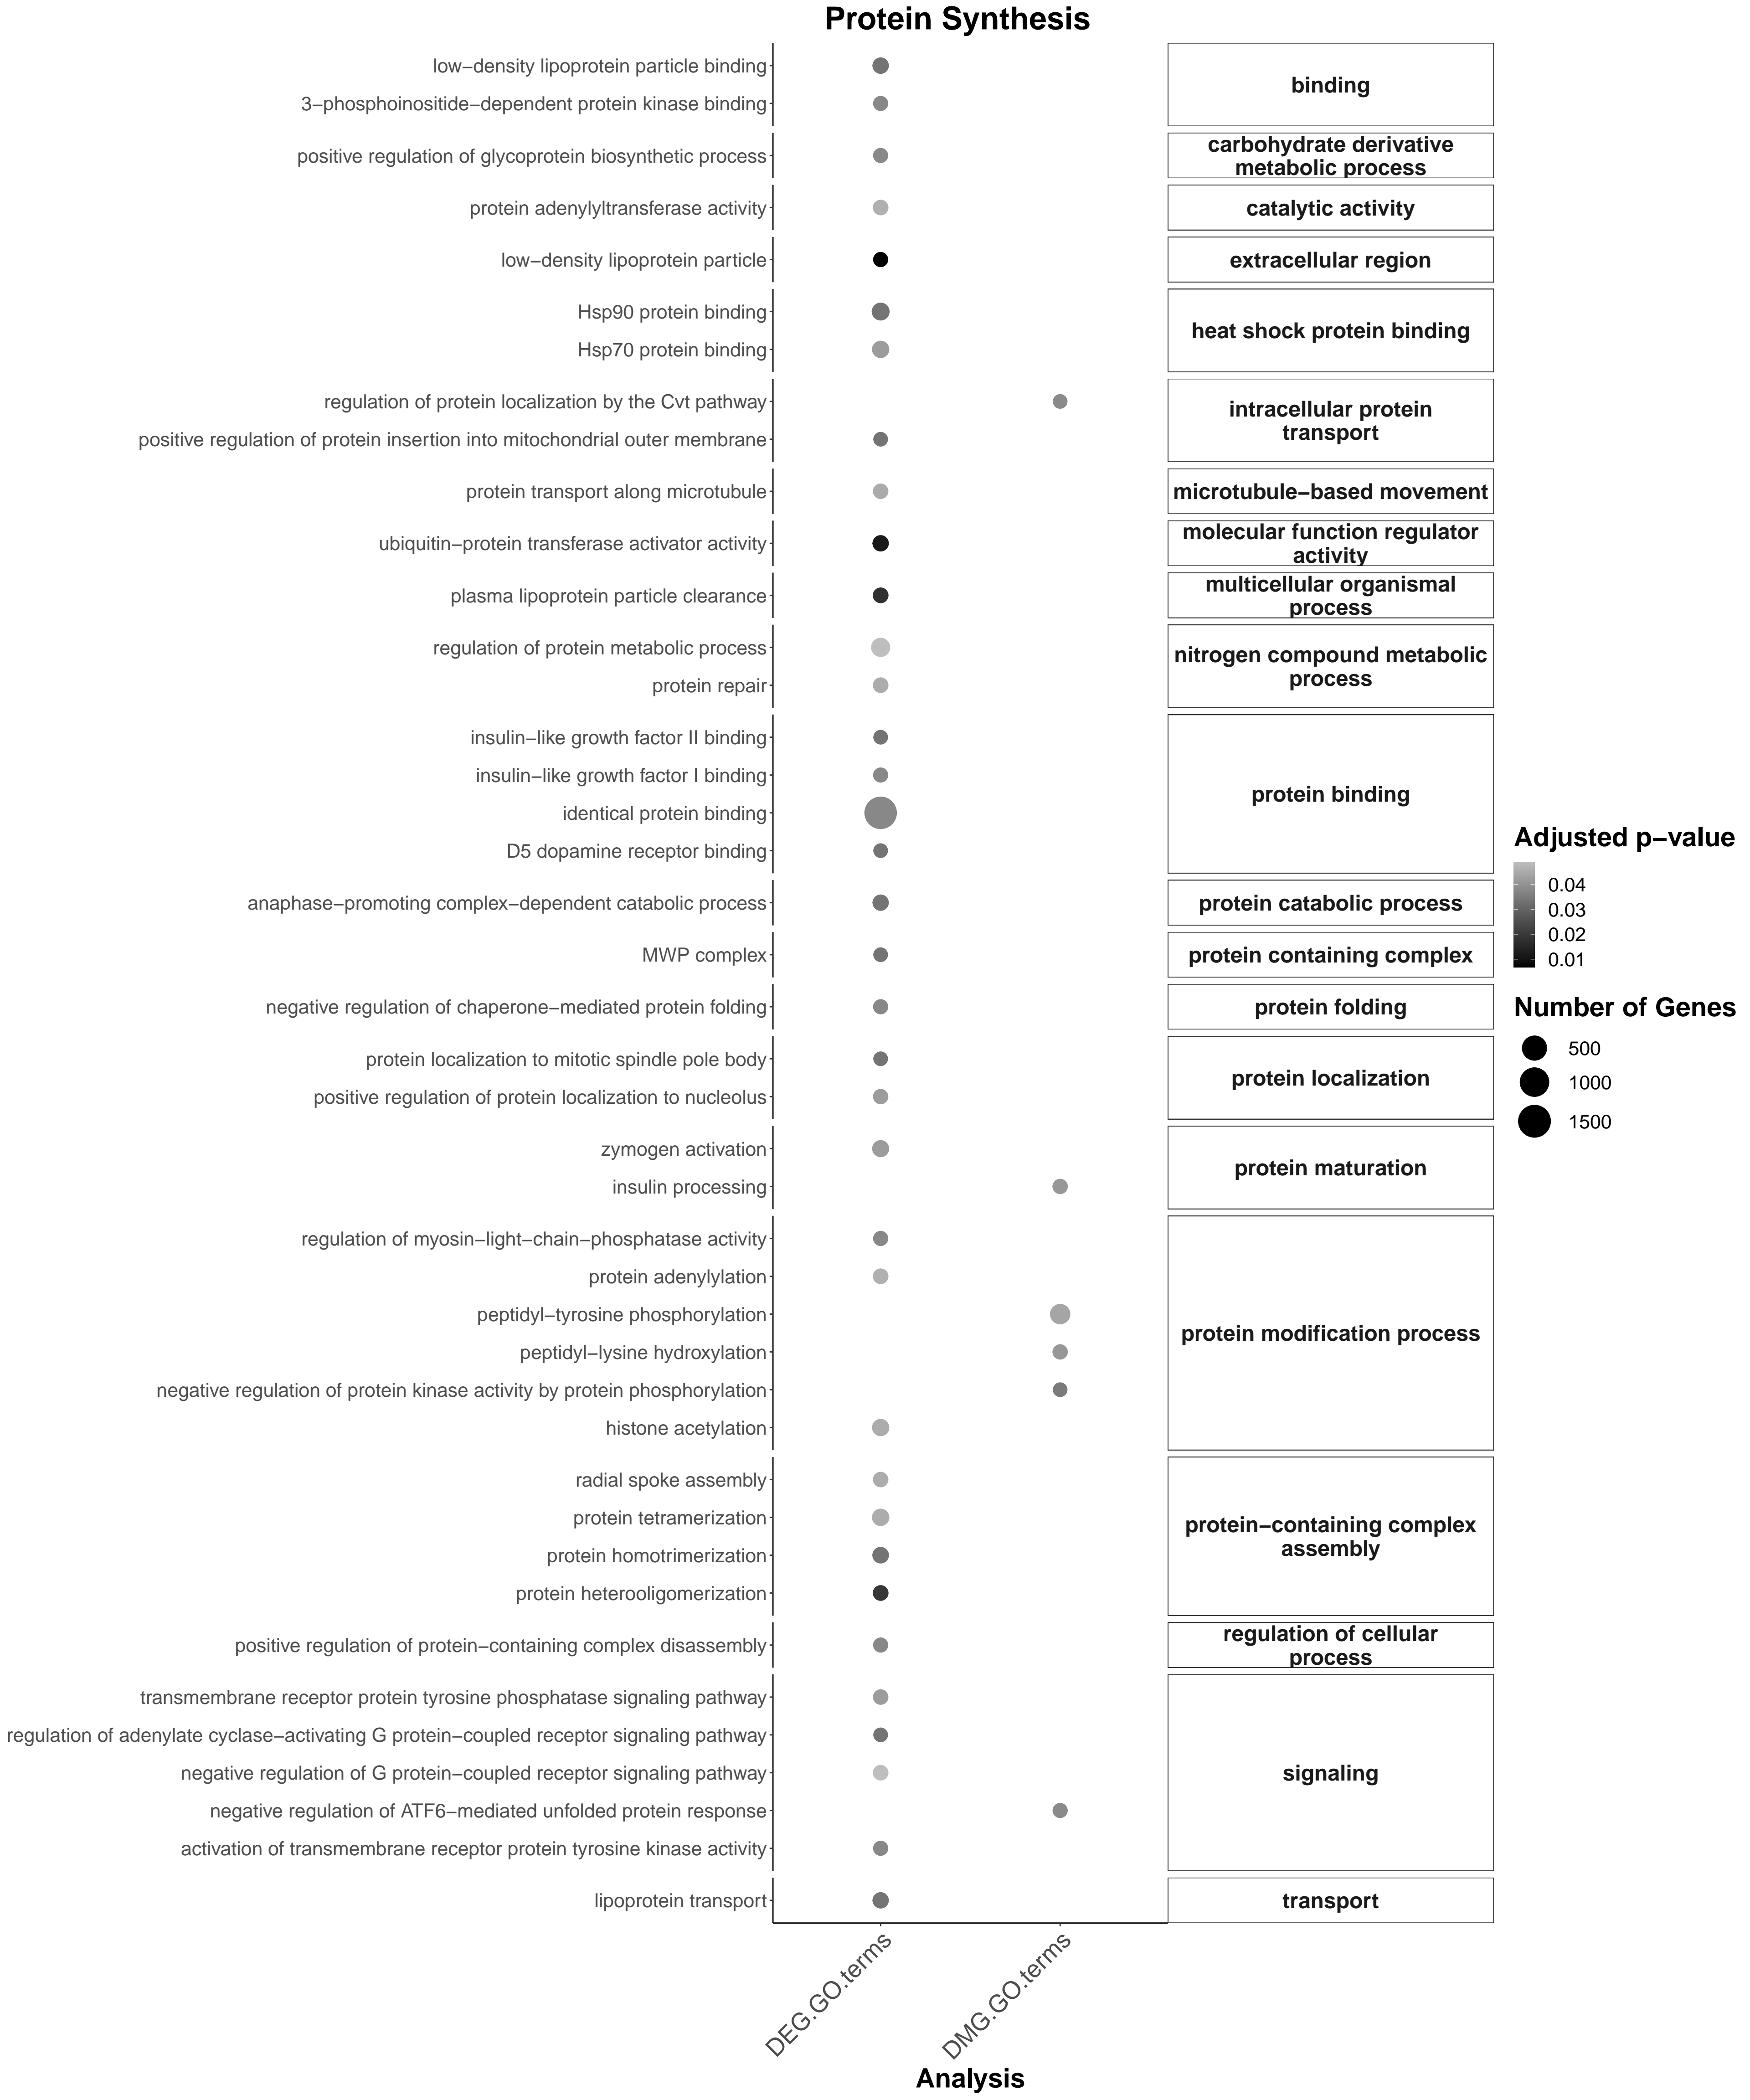 Protein Synthesis
low−density lipoprotein particle binding
3−phosphoinositide−dependent protein kinase binding
binding
positive regulation of glycoprotein biosynthetic process
carbohydrate derivative
metabolic process
protein adenylyltransferase activity
catalytic activity
low−density lipoprotein particle
extracellular region
Hsp90 protein binding
Hsp70 protein binding
heat shock protein binding
regulation of protein localization by the Cvt pathway
positive regulation of protein insertion into mitochondrial outer membrane
intracellular protein
transport
protein transport along microtubule
microtubule−based movement
ubiquitin−protein transferase activator activity
molecular function regulator
activity
plasma lipoprotein particle clearance
multicellular organismal
process
regulation of protein metabolic process
protein repair
nitrogen compound metabolic
process
insulin−like growth factor II binding
insulin−like growth factor I binding
identical protein binding
D5 dopamine receptor binding
protein binding
anaphase−promoting complex−dependent catabolic process
protein catabolic process
MWP complex
protein containing complex
negative regulation of chaperone−mediated protein folding
protein folding
protein localization to mitotic spindle pole body
positive regulation of protein localization to nucleolus
protein localization
zymogen activation
insulin processing
protein maturation
regulation of myosin−light−chain−phosphatase activity
protein adenylylation
peptidyl−tyrosine phosphorylation
peptidyl−lysine hydroxylation
negative regulation of protein kinase activity by protein phosphorylation
histone acetylation
protein modification process
radial spoke assembly
protein tetramerization
protein homotrimerization
protein heterooligomerization
protein−containing complex
assembly
positive regulation of protein−containing complex disassembly
regulation of cellular
process
transmembrane receptor protein tyrosine phosphatase signaling pathway
regulation of adenylate cyclase−activating G protein−coupled receptor signaling pathway
negative regulation of G protein−coupled receptor signaling pathway
negative regulation of ATF6−mediated unfolded protein response
activation of transmembrane receptor protein tyrosine kinase activity
signaling
lipoprotein transport
transport
DEG.GO.terms
DMG.GO.terms
Analysis
Adjusted p−value
0.04
0.03
0.02
0.01
Number of Genes
500
1000
1500